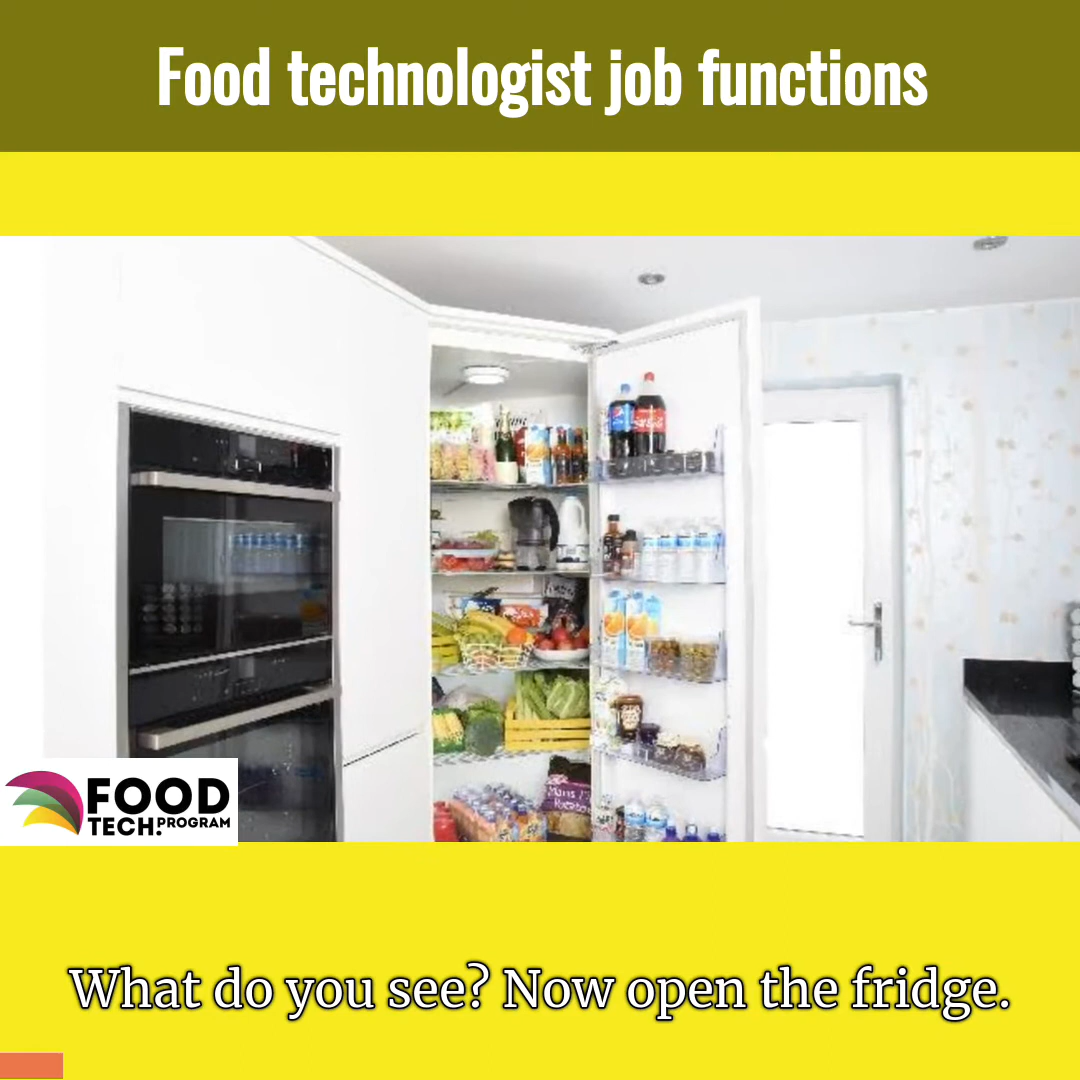 Food technologist job functions
FOOD
TECH. PROGRAM
What do you see? Now open the fridge.